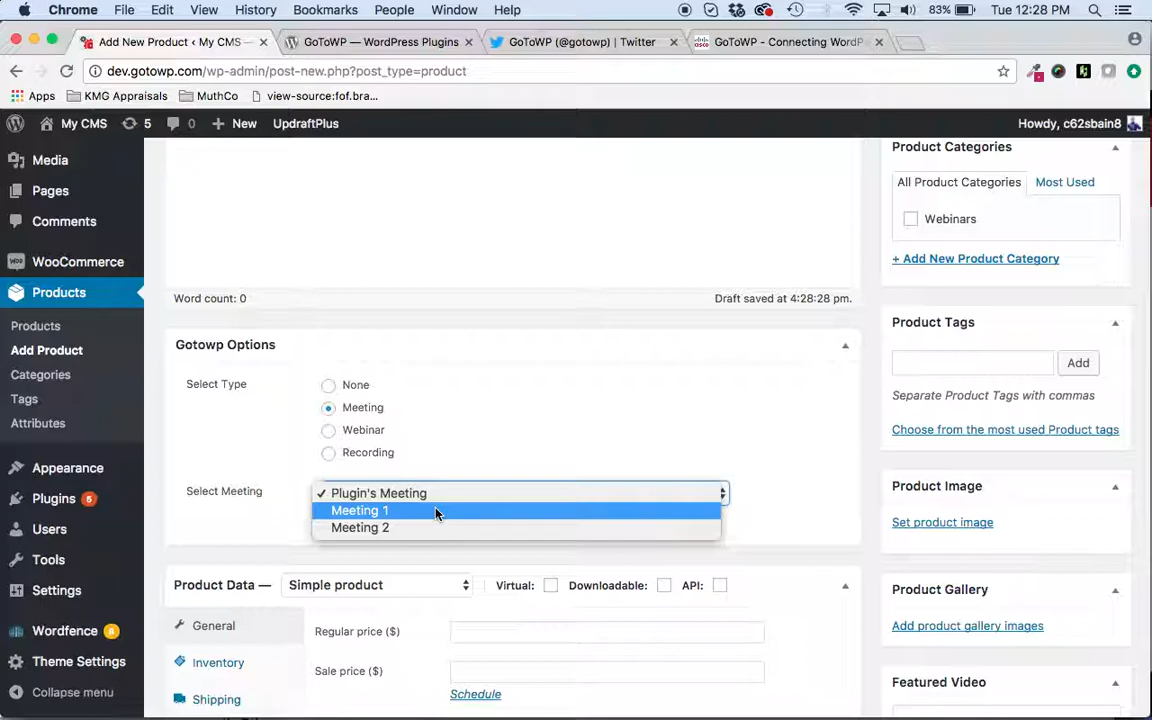 Chrome File Edit View History Bookmarks People Window Help 83% Tue 12:28 PM
Add New Product ‹ My CMS — GoToWP — WordPress Plugins GoToWP (@gotowp) | Twitter GoToWP - Connecting WordP
dev.gotowp.com/wp-admin/post-new.php?post_type=product
Apps KMG Appraisals MuthCo view-source:fof.bra...
My CMS 5 0 New UpdraftPlus Howdy, c62sbain8
Media
Pages
Comments
WooCommerce
Products
Products
Add Product
Categories
Tags
Attributes
Appearance
Plugins 5
Users
Tools
Settings
Wordfence 8
Theme Settings
Collapse menu
Word count: 0 Draft saved at 4:28:28 pm.
Gotowp Options
Select Type
None
Meeting
Webinar
Recording
Select Meeting
Plugin's Meeting
Meeting 1
Meeting 2
Product Data — Simple product Virtual: Downloadable: API:
General
Inventory
Shipping
Regular price ($)
Sale price ($)
Schedule
Product Categories
All Product Categories Most Used
Webinars
+ Add New Product Category
Product Tags
Add
Separate Product Tags with commas
Choose from the most used Product tags
Product Image
Set product image
Product Gallery
Add product gallery images
Featured Video